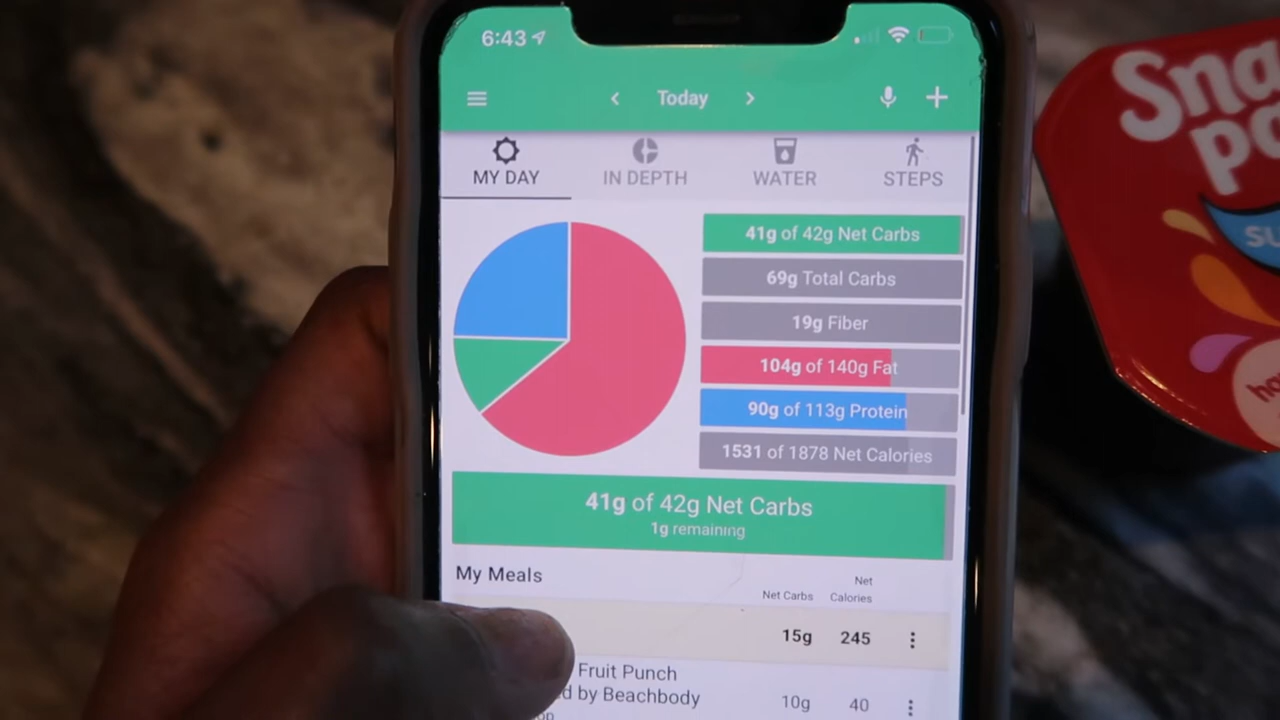 6:43
Today
MY DAY
IN DEPTH
WATER
STEPS
41g of 42g Net Carbs
69g Total Carbs
19g Fiber
104g of 140g Fat
90g of 113g Protein
1531 of 1878 Net Calories
41g of 42g Net Carbs
1g remaining
My Meals
Net Carbs
Net
Calories
15g 245
Fruit Punch
d by Beachbody
10g 40
Sna